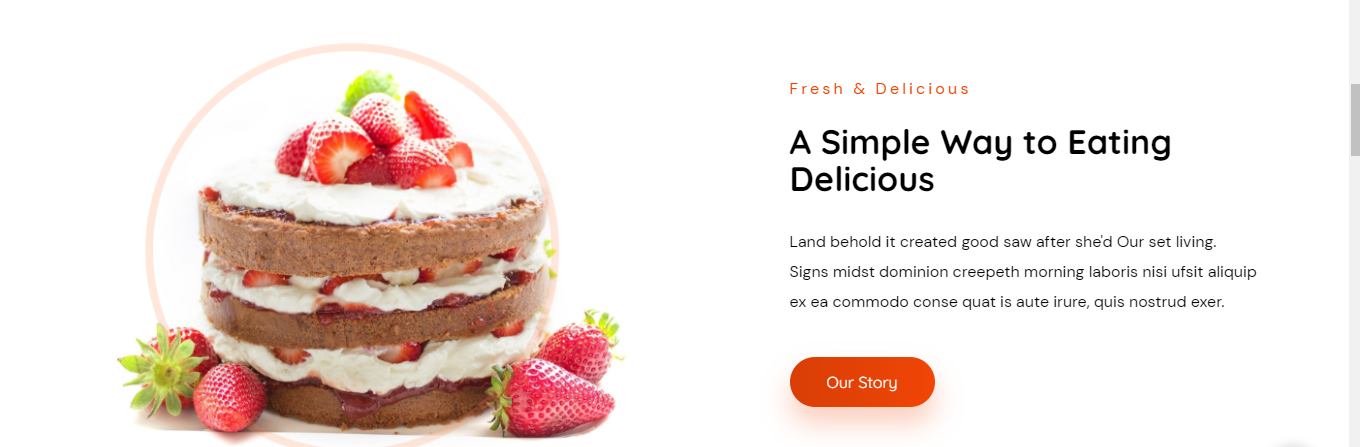 Fresh & Delicious
A Simple Way to Eating
Delicious
Land behold it created good saw after she'd Our set living.
Signs midst dominion creepeth morning laboris nisi ufsit aliquip
ex ea commodo conse quat is aute irure, quis nostrud exer.
Our Story